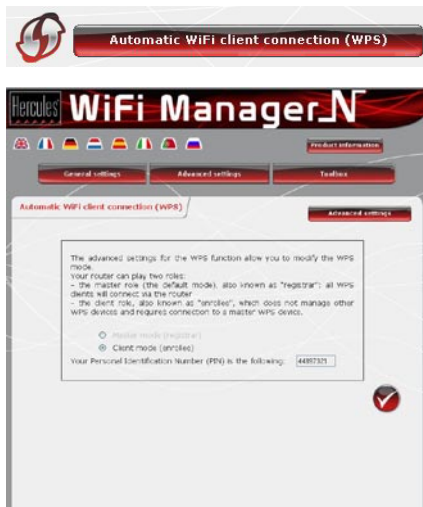 Automatic WiFi client connection (WPS)
Hercules WiFi Manager_N
Product information
General settings Advanced settings Toolbox
Automatic WiFi client connection (WPS)
Advanced settings
The advanced settings for the WPS function allow you to modify the WPS
mode.
Your router can play two roles:
- the master role (the default mode), also known as "registrar": all WPS
clients will connect via the router
- the client role, also known as "enrollee", which does not manage other
WPS devices and requires connection to a master WPS device.
Master mode (registrar)
Client mode (enrollee)
Your Personal Identification Number (PIN) is the following: